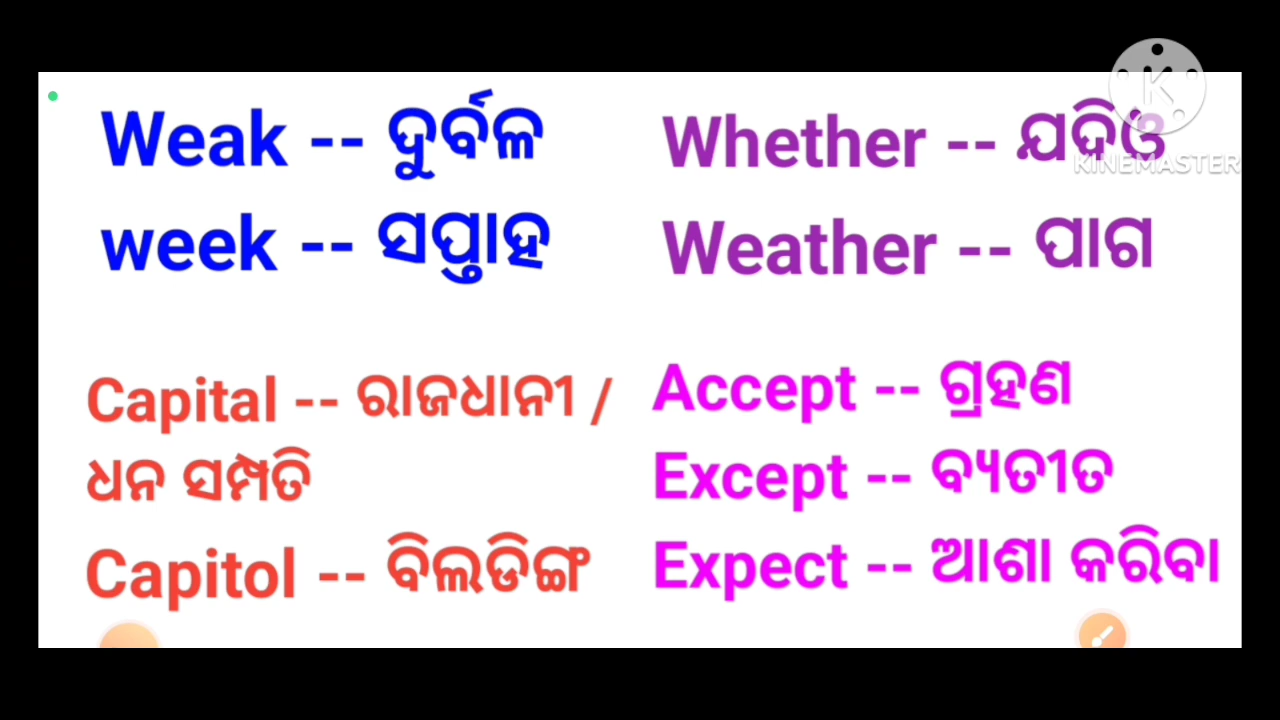 Weak -- ଦୁର୍ବଳ
week -- ସପ୍ତାହ
Whether -- ଯଦିଓ
Weather -- ପାଗ
Capital -- ରାଜଧାନୀ /
ଧନ ସମ୍ପତି
Capitol -- ବିଲଡିଙ୍ଗ
Accept -- ଗ୍ରହଣ
Except -- ବ୍ୟତୀତ
Expect -- ଆଶା କରିବା
K
KINEMASTER